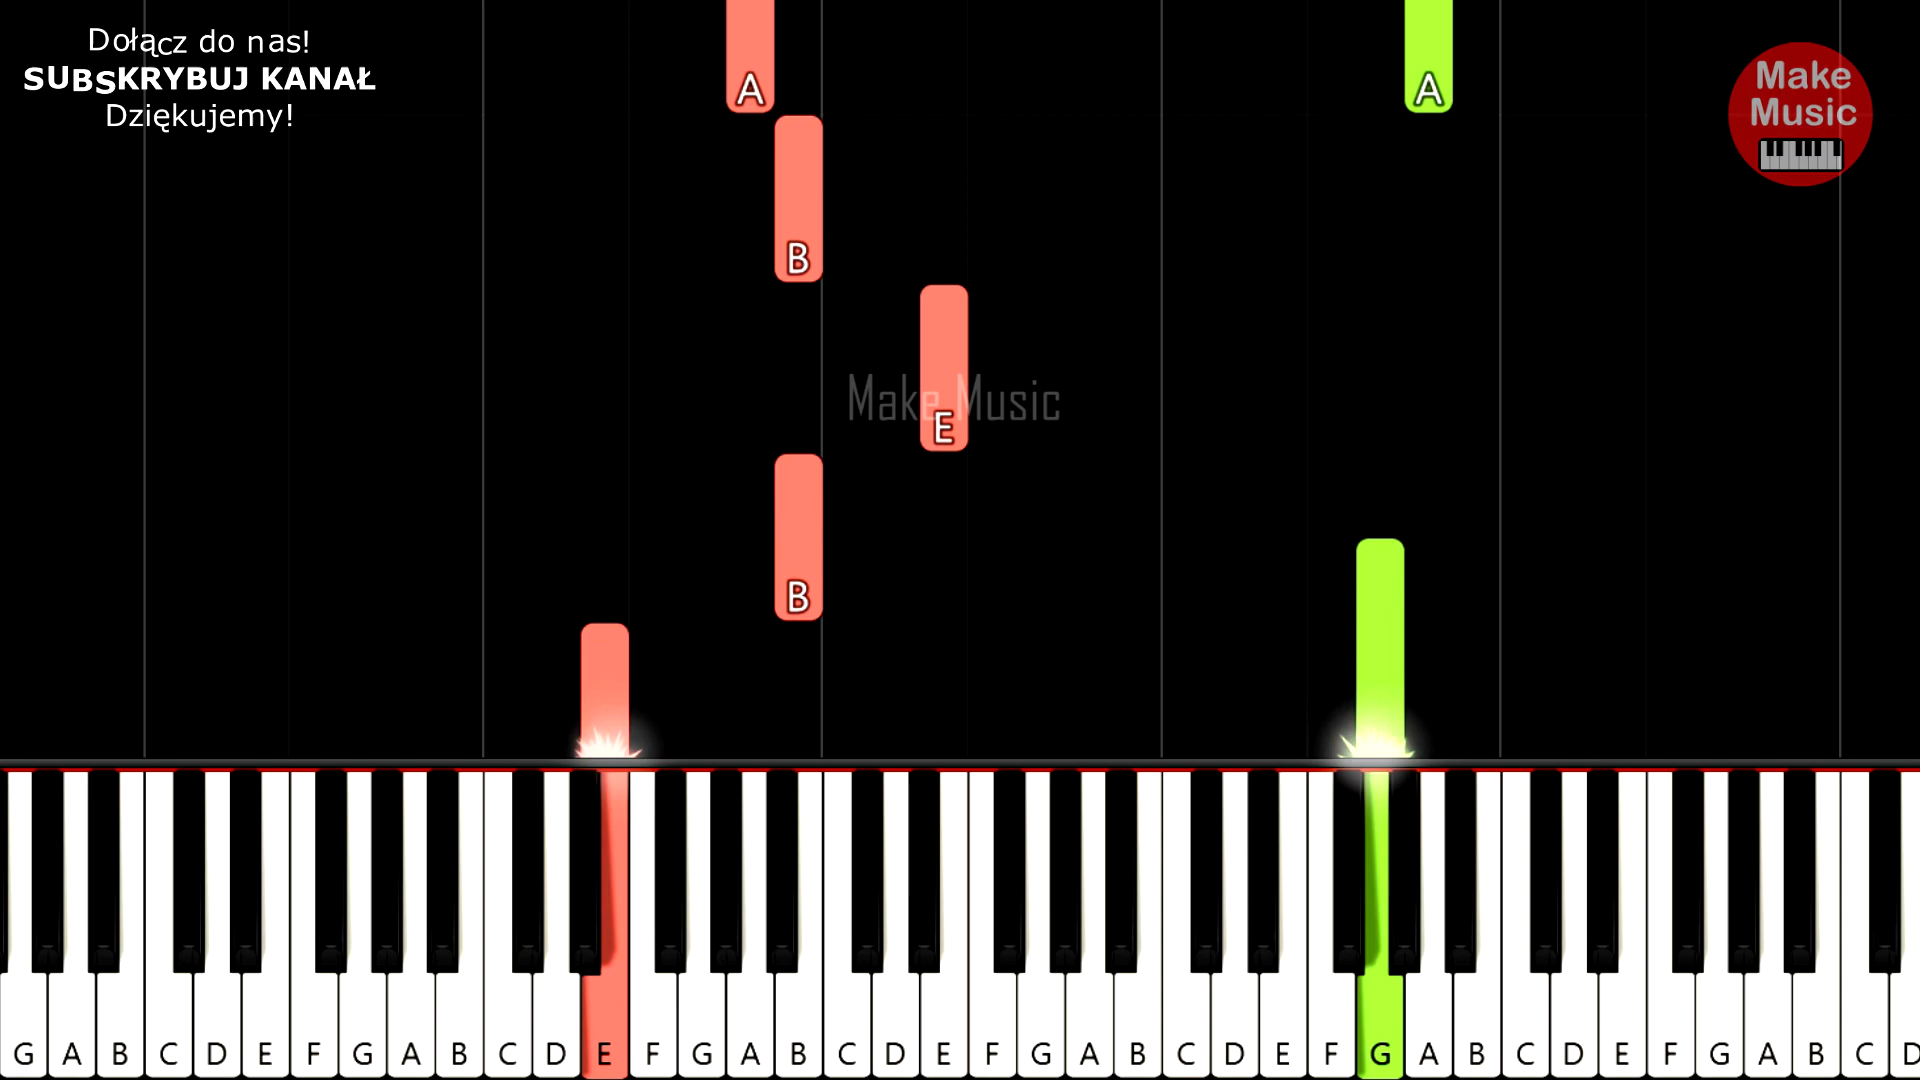 Dołącz do nas!
SUBSKRYBUJ KANAŁ
Dziękujemy!
Make
Music
A
A
B
E
Make Music
B
G A B C D E F G A B C D E F G A B C D E F G A B C D E F G A B C D E F G A B C D